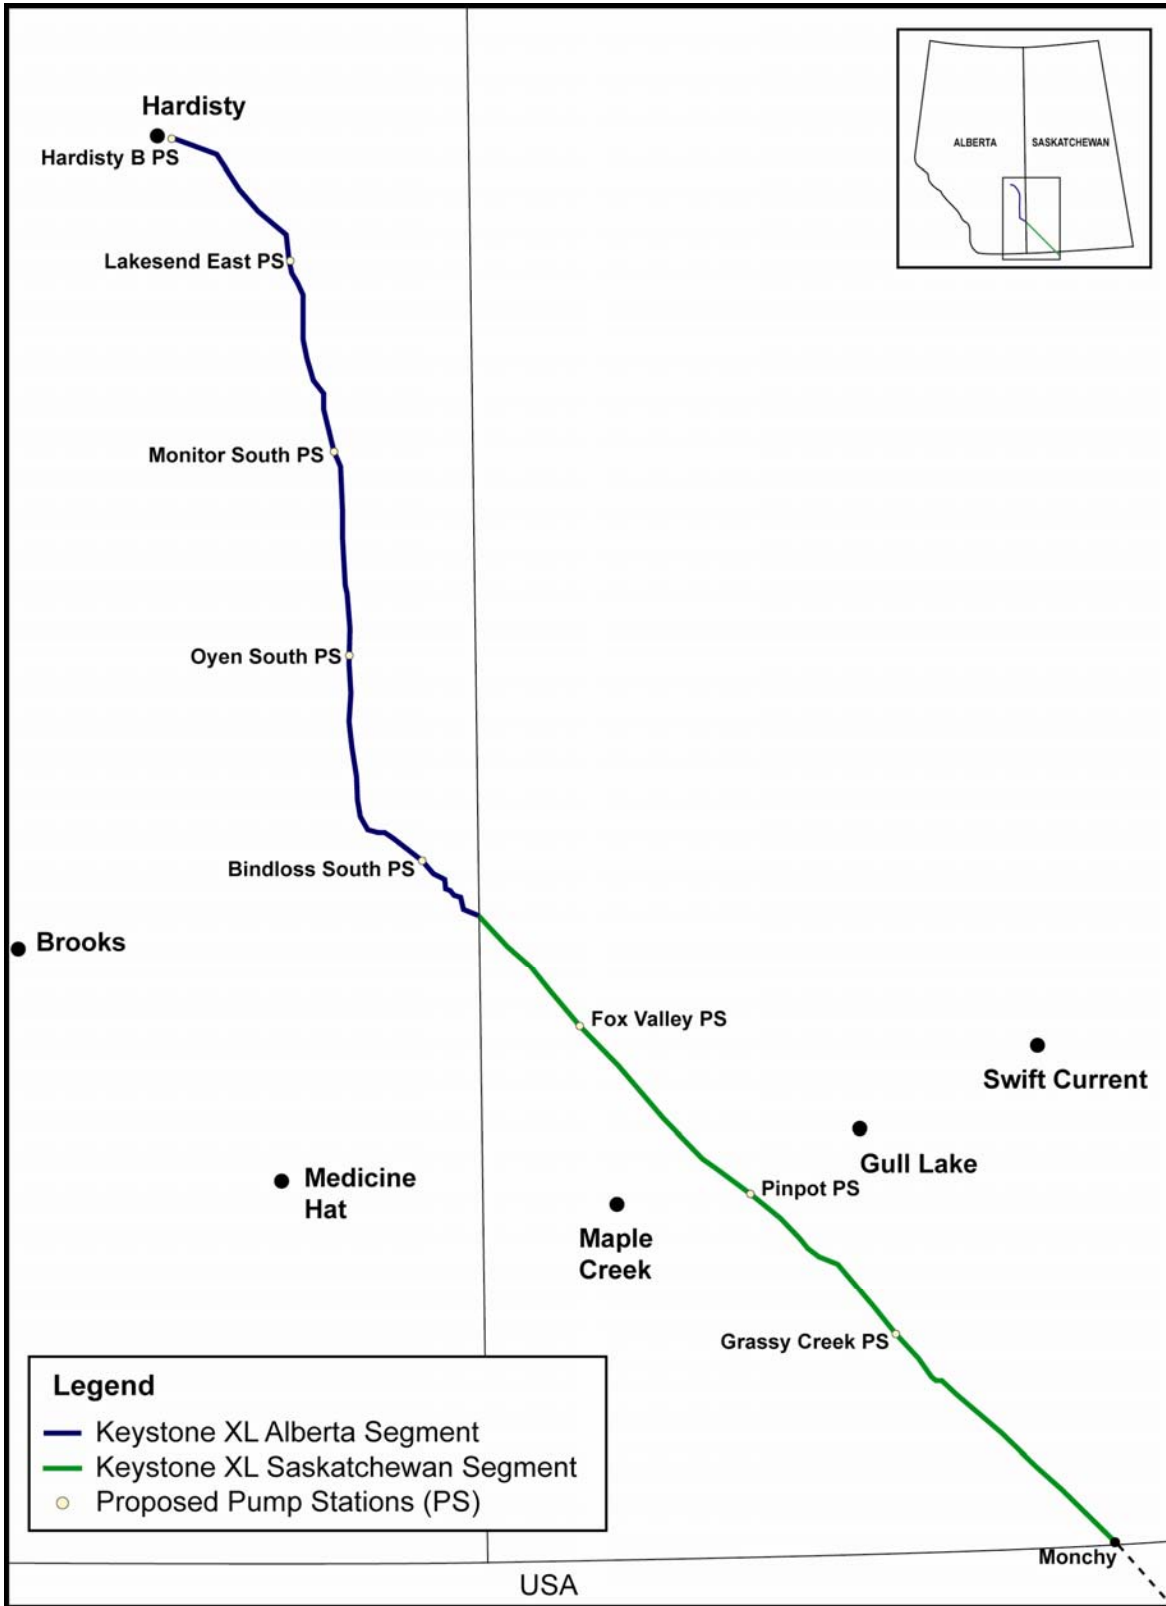 Hardisty
Hardisty B PS
ALBERTA
SASKATCHEWAN
Lakesend East PS
Monitor South PS
Oyen South PS
Bindloss South PS
Brooks
Fox Valley PS
Swift Current
Gull Lake
Medicine
Hat
Pinpot PS
Maple
Creek
Grassy Creek PS
Legend
Keystone XL Alberta Segment
Keystone XL Saskatchewan Segment
Proposed Pump Stations (PS)
Monchy
USA